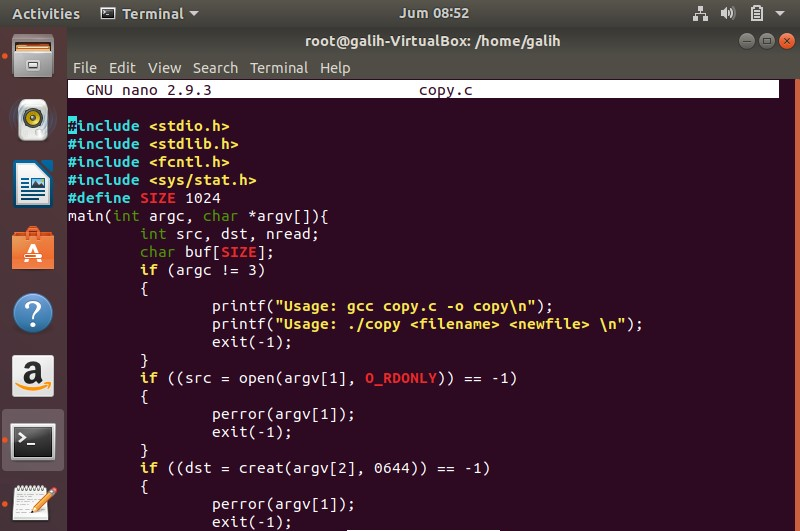 Activities Terminal Jum 08:52
root@galih-VirtualBox: /home/galih
File Edit View Search Terminal Help
GNU nano 2.9.3 copy.c
#include <stdio.h>
#include <stdlib.h>
#include <fcntl.h>
#include <sys/stat.h>
#define SIZE 1024
main(int argc, char *argv[]){
        int src, dst, nread;
        char buf[SIZE];
        if (argc != 3)
        {
                printf("Usage: gcc copy.c -o copy\n");
                printf("Usage: ./copy <filename> <newfile> \n");
                exit(-1);
        }
        if ((src = open(argv[1], O_RDONLY)) == -1)
        {
                perror(argv[1]);
                exit(-1);
        }
        if ((dst = creat(argv[2], 0644)) == -1)
        {
                perror(argv[1]);
                exit(-1);